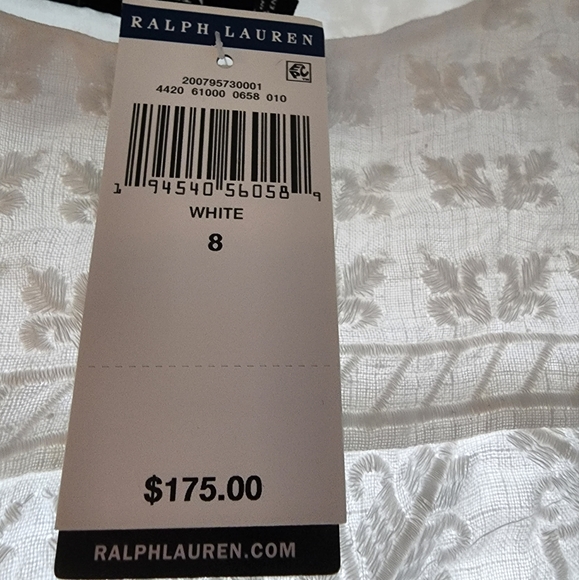 RALPH LAUREN
200795730001
4420 61000 0658 010
1 94540 56058 9
WHITE
8
$175.00
RALPHLAUREN.COM